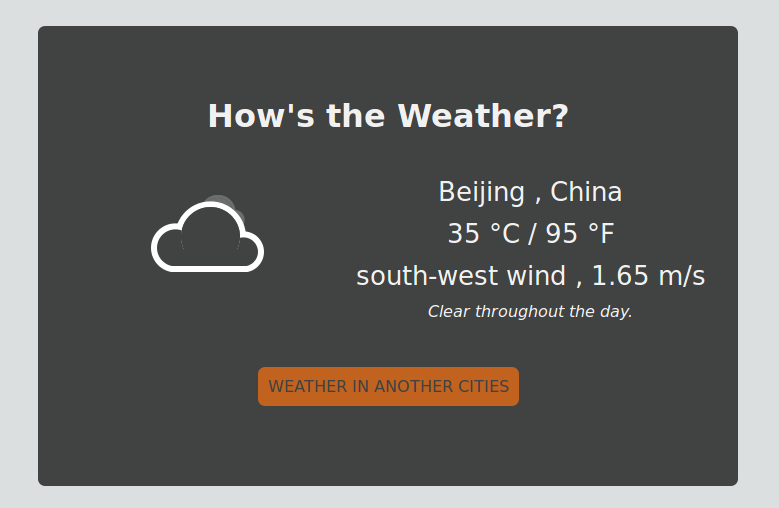 How's the Weather?
Beijing , China
35 °C / 95 °F
south-west wind , 1.65 m/s
Clear throughout the day.
WEATHER IN ANOTHER CITIES